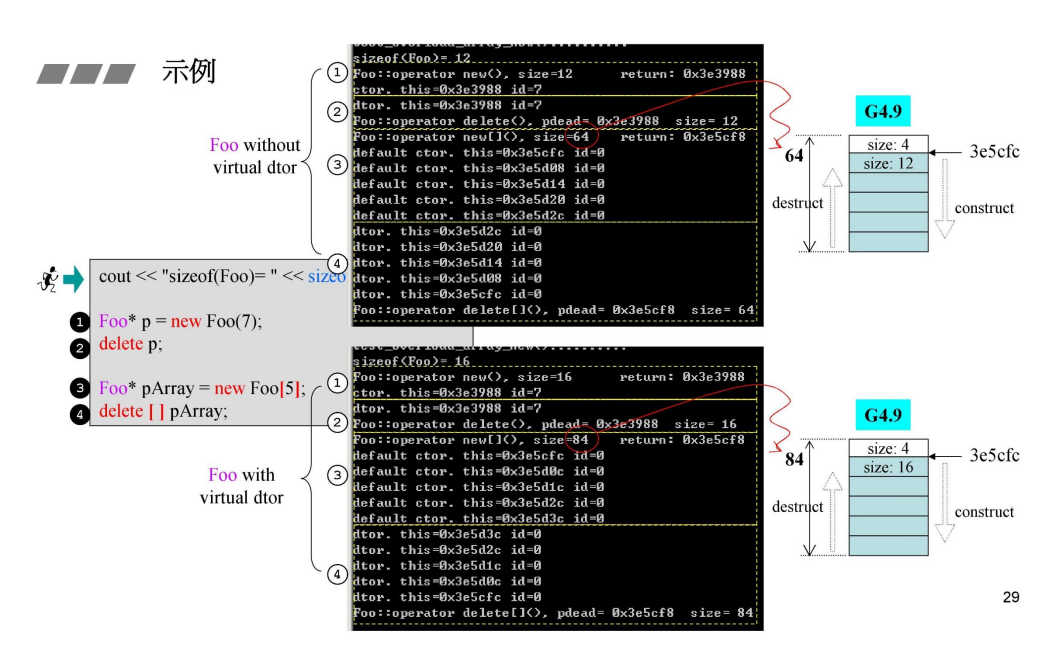 示例
Foo without
virtual dtor
cout << "sizeof(Foo)= " << sizeo
1 Foo* p = new Foo(7);
2 delete p;
3 Foo* pArray = new Foo[5];
4 delete [ ] pArray;
Foo with
virtual dtor
sizeof(Foo)= 12
1 Foo::operator new(), size=12 return: 0x3e3988
ctor. this=0x3e3988 id=7
dtor. this=0x3e3988 id=7
2 Foo::operator delete(), pdead= 0x3e3988 size= 12
Foo::operator new[](), size=64 return: 0x3e5cf8
default ctor. this=0x3e5cfc id=0
3 default ctor. this=0x3e5d08 id=0
default ctor. this=0x3e5d14 id=0
default ctor. this=0x3e5d20 id=0
default ctor. this=0x3e5d2c id=0
dtor. this=0x3e5d2c id=0
dtor. this=0x3e5d20 id=0
4 dtor. this=0x3e5d14 id=0
dtor. this=0x3e5d08 id=0
dtor. this=0x3e5cfc id=0
Foo::operator delete[](), pdead= 0x3e5cf8 size= 64
G4.9
64
size: 4
3e5cfc
size: 12
destruct
construct
test_overload_array_new()..........
sizeof(Foo)= 16
1 Foo::operator new(), size=16 return: 0x3e3988
ctor. this=0x3e3988 id=7
dtor. this=0x3e3988 id=7
2 Foo::operator delete(), pdead= 0x3e3988 size= 16
Foo::operator new[](), size=84 return: 0x3e5cf8
default ctor. this=0x3e5cfc id=0
3 default ctor. this=0x3e5d0c id=0
default ctor. this=0x3e5d1c id=0
default ctor. this=0x3e5d2c id=0
default ctor. this=0x3e5d3c id=0
dtor. this=0x3e5d3c id=0
dtor. this=0x3e5d2c id=0
4 dtor. this=0x3e5d1c id=0
dtor. this=0x3e5d0c id=0
dtor. this=0x3e5cfc id=0
Foo::operator delete[](), pdead= 0x3e5cf8 size= 84
G4.9
84
size: 4
3e5cfc
size: 16
destruct
construct
29